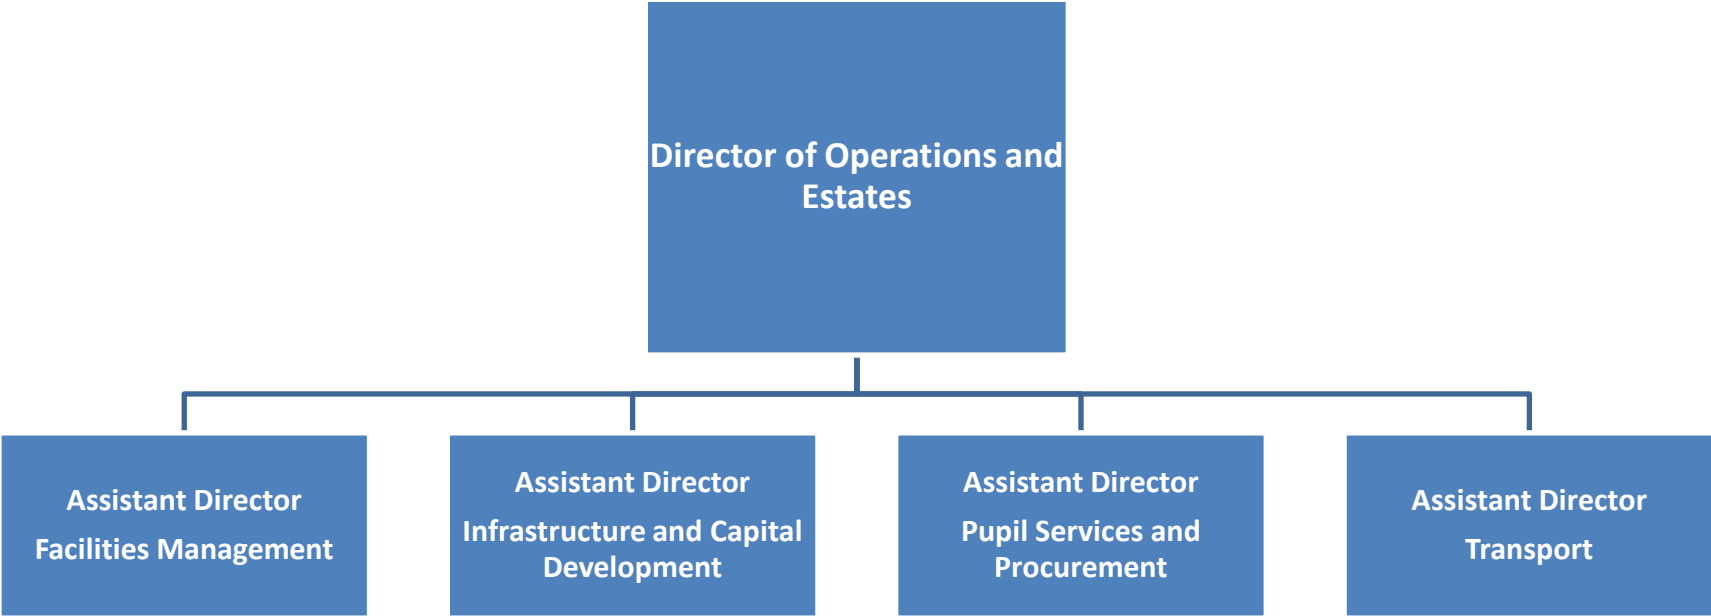 Director of Operations and
Estates
Assistant Director
Facilities Management
Assistant Director
Infrastructure and Capital
Development
Assistant Director
Pupil Services and
Procurement
Assistant Director
Transport